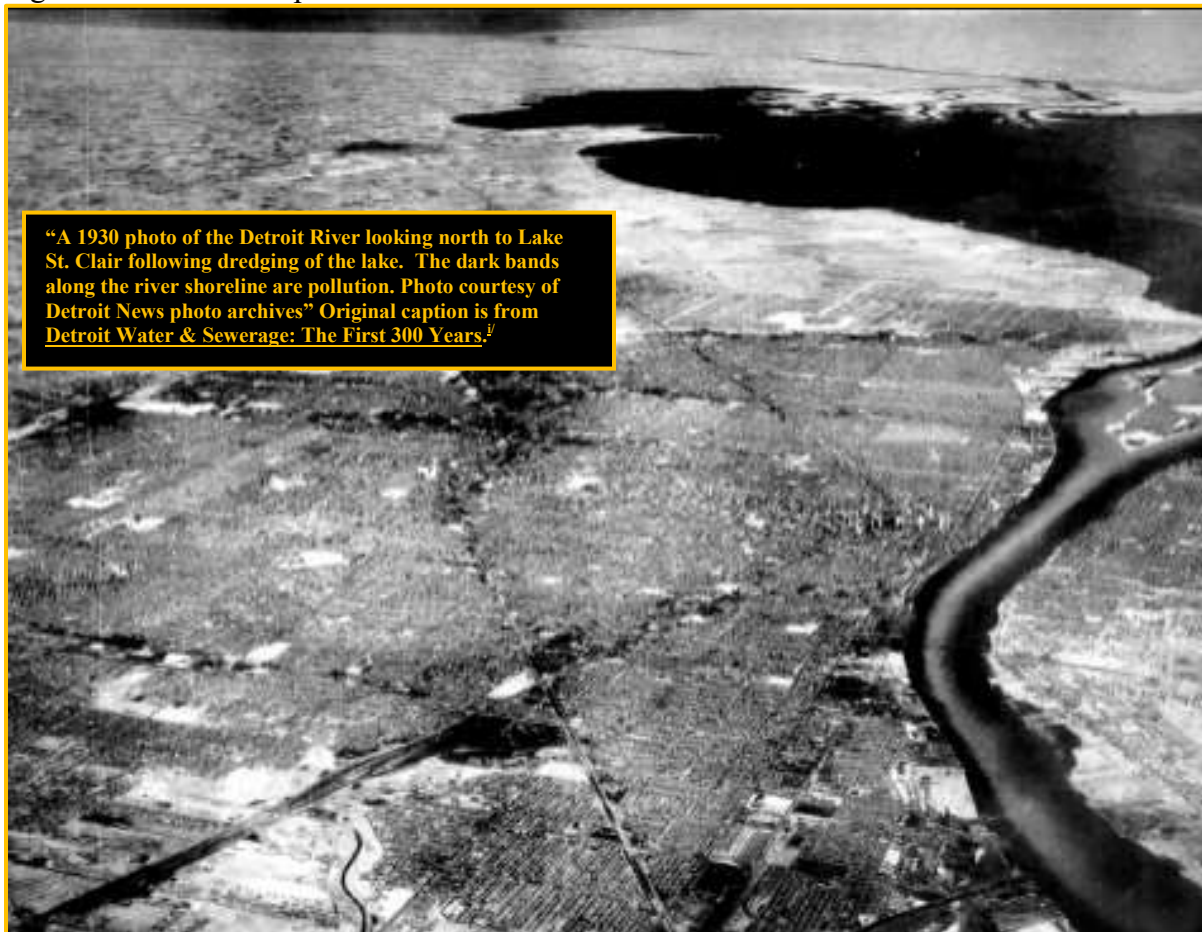 “A 1930 photo of the Detroit River looking north to Lake
St. Clair following dredging of the lake.  The dark bands
along the river shoreline are pollution. Photo courtesy of
Detroit News photo archives” Original caption is from
Detroit Water & Sewerage: The First 300 Years.i/